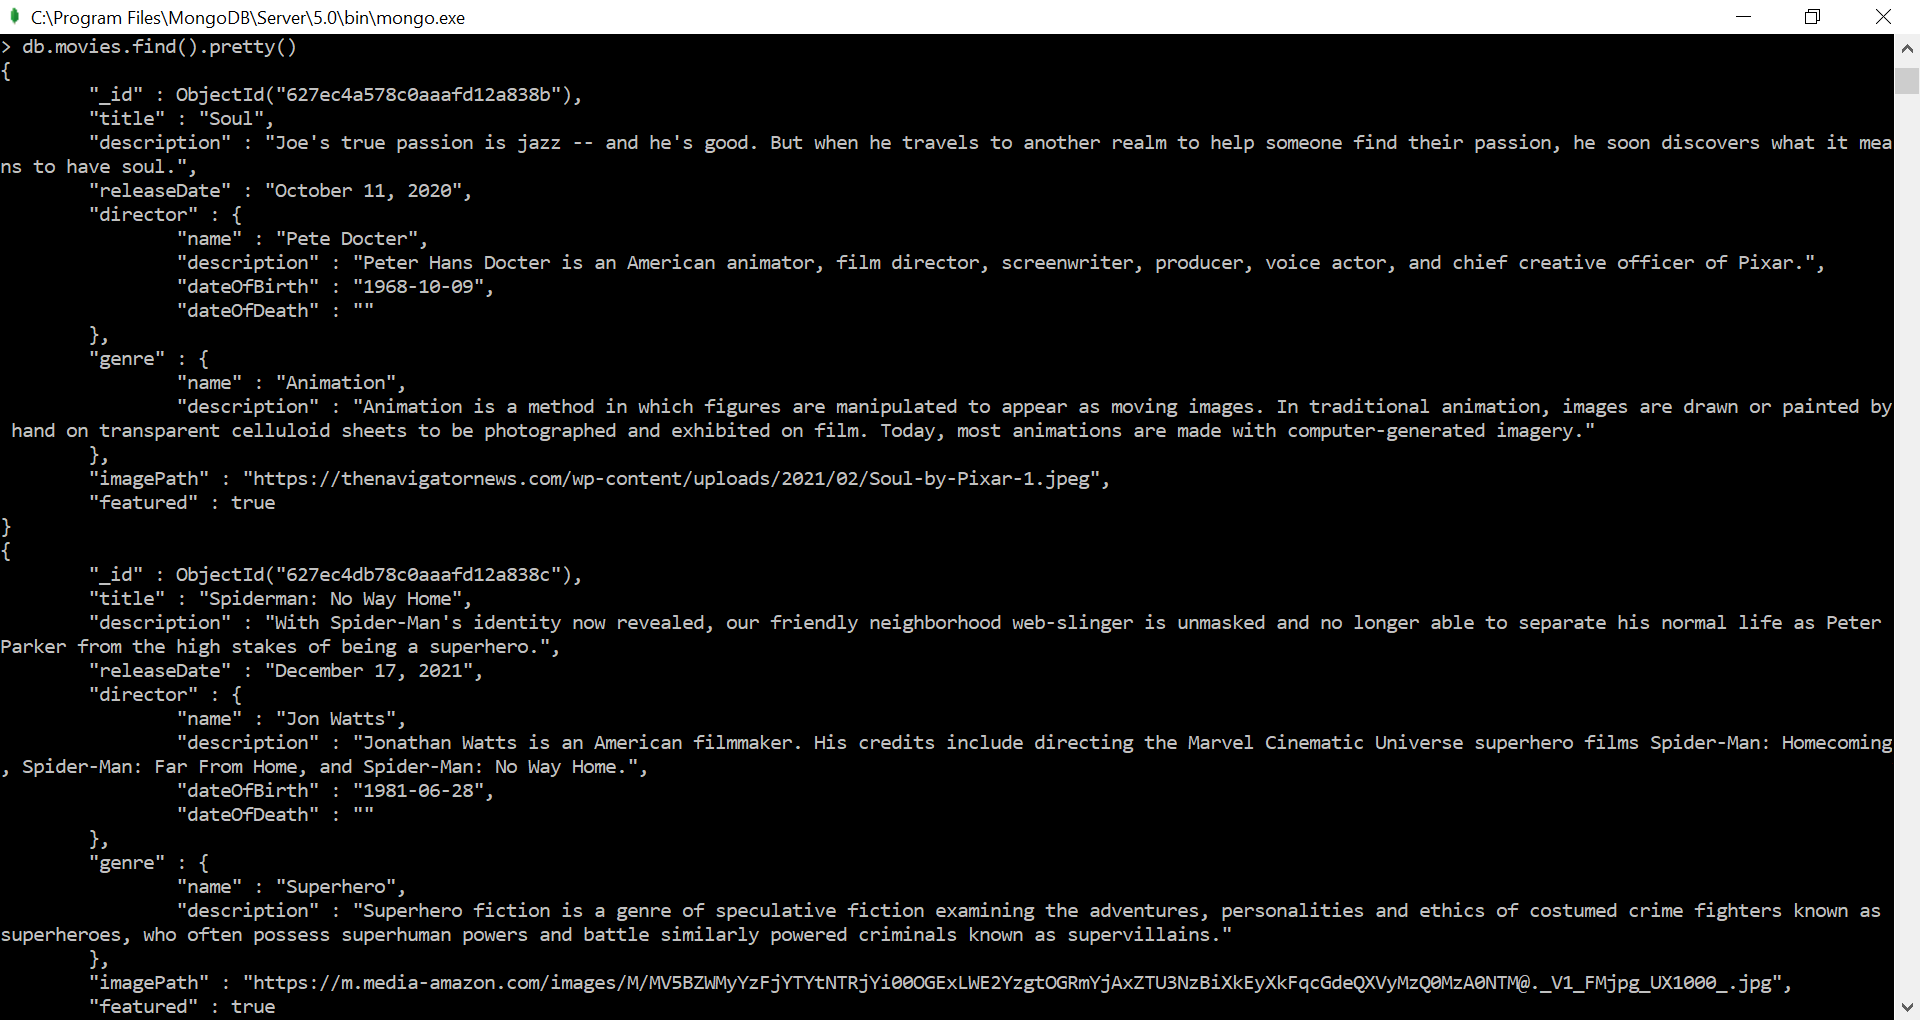 C:\Program Files\MongoDB\Server\5.0\bin\mongo.exe
> db.movies.find().pretty()
{
        "_id" : ObjectId("627ec4a578c0aaafd12a838b"),
        "title" : "Soul",
        "description" : "Joe's true passion is jazz -- and he's good. But when he travels to another realm to help someone find their passion, he soon discovers what it mea
ns to have soul.",
        "releaseDate" : "October 11, 2020",
        "director" : {
                "name" : "Pete Docter",
                "description" : "Peter Hans Docter is an American animator, film director, screenwriter, producer, voice actor, and chief creative officer of Pixar.",
                "dateOfBirth" : "1968-10-09",
                "dateOfDeath" : ""
        },
        "genre" : {
                "name" : "Animation",
                "description" : "Animation is a method in which figures are manipulated to appear as moving images. In traditional animation, images are drawn or painted by
 hand on transparent celluloid sheets to be photographed and exhibited on film. Today, most animations are made with computer-generated imagery."
        },
        "imagePath" : "https://thenavigatornews.com/wp-content/uploads/2021/02/Soul-by-Pixar-1.jpeg",
        "featured" : true
}
{
        "_id" : ObjectId("627ec4db78c0aaafd12a838c"),
        "title" : "Spiderman: No Way Home",
        "description" : "With Spider-Man's identity now revealed, our friendly neighborhood web-slinger is unmasked and no longer able to separate his normal life as Peter
Parker from the high stakes of being a superhero.",
        "releaseDate" : "December 17, 2021",
        "director" : {
                "name" : "Jon Watts",
                "description" : "Jonathan Watts is an American filmmaker. His credits include directing the Marvel Cinematic Universe superhero films Spider-Man: Homecoming
, Spider-Man: Far From Home, and Spider-Man: No Way Home.",
                "dateOfBirth" : "1981-06-28",
                "dateOfDeath" : ""
        },
        "genre" : {
                "name" : "Superhero",
                "description" : "Superhero fiction is a genre of speculative fiction examining the adventures, personalities and ethics of costumed crime fighters known as
superheroes, who often possess superhuman powers and battle similarly powered criminals known as supervillains."
        },
        "imagePath" : "https://m.media-amazon.com/images/M/MV5BZWMyYzFjYTYtNTRjYi00OGExLWE2YzgtOGRmYjAxZTU3NzBiXkEyXkFqcGdeQXVyMzQ0MzA0NTM@._V1_FMjpg_UX1000_.jpg",
        "featured" : true